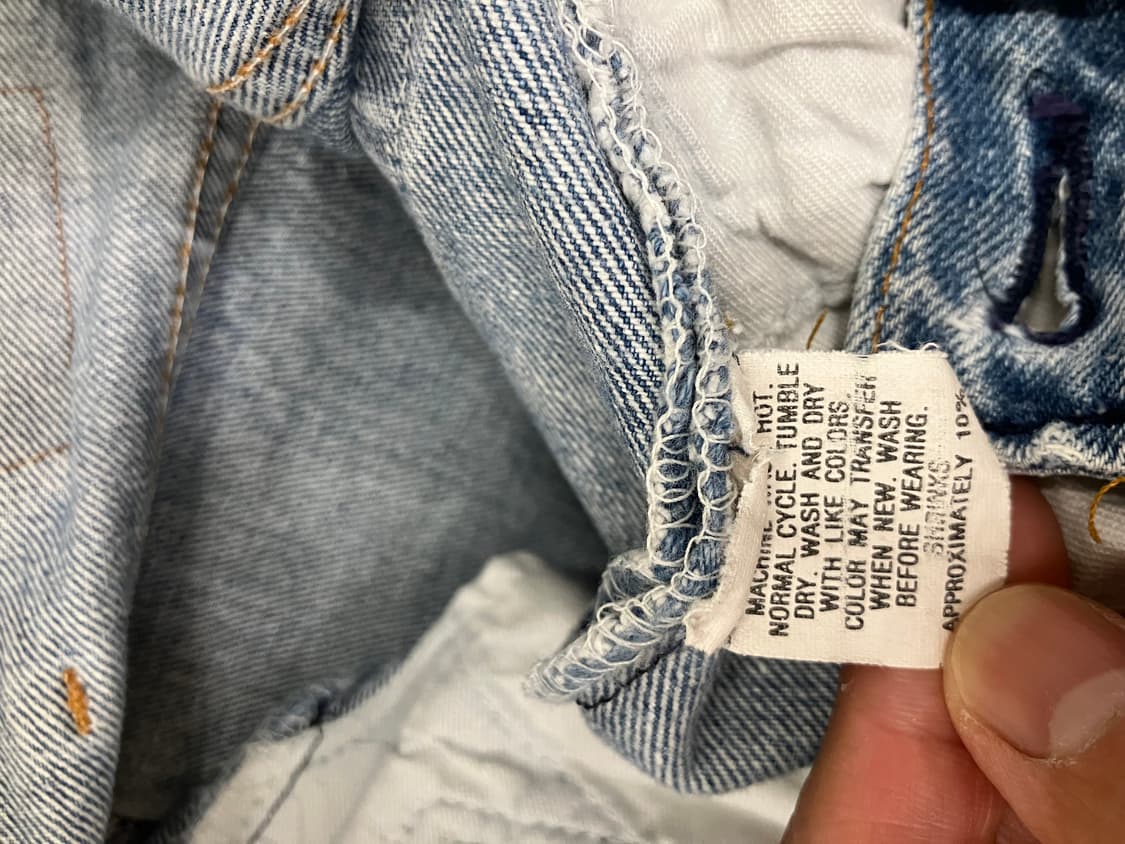 MACHINE HOT.
NORMAL CYCLE. TUMBLE
DRY. WASH AND DRY
WITH LIKE COLORS.
COLOR MAY TRANSFER
WHEN NEW. WASH
BEFORE WEARING.
SHRINKS
APPROXIMATELY 10%